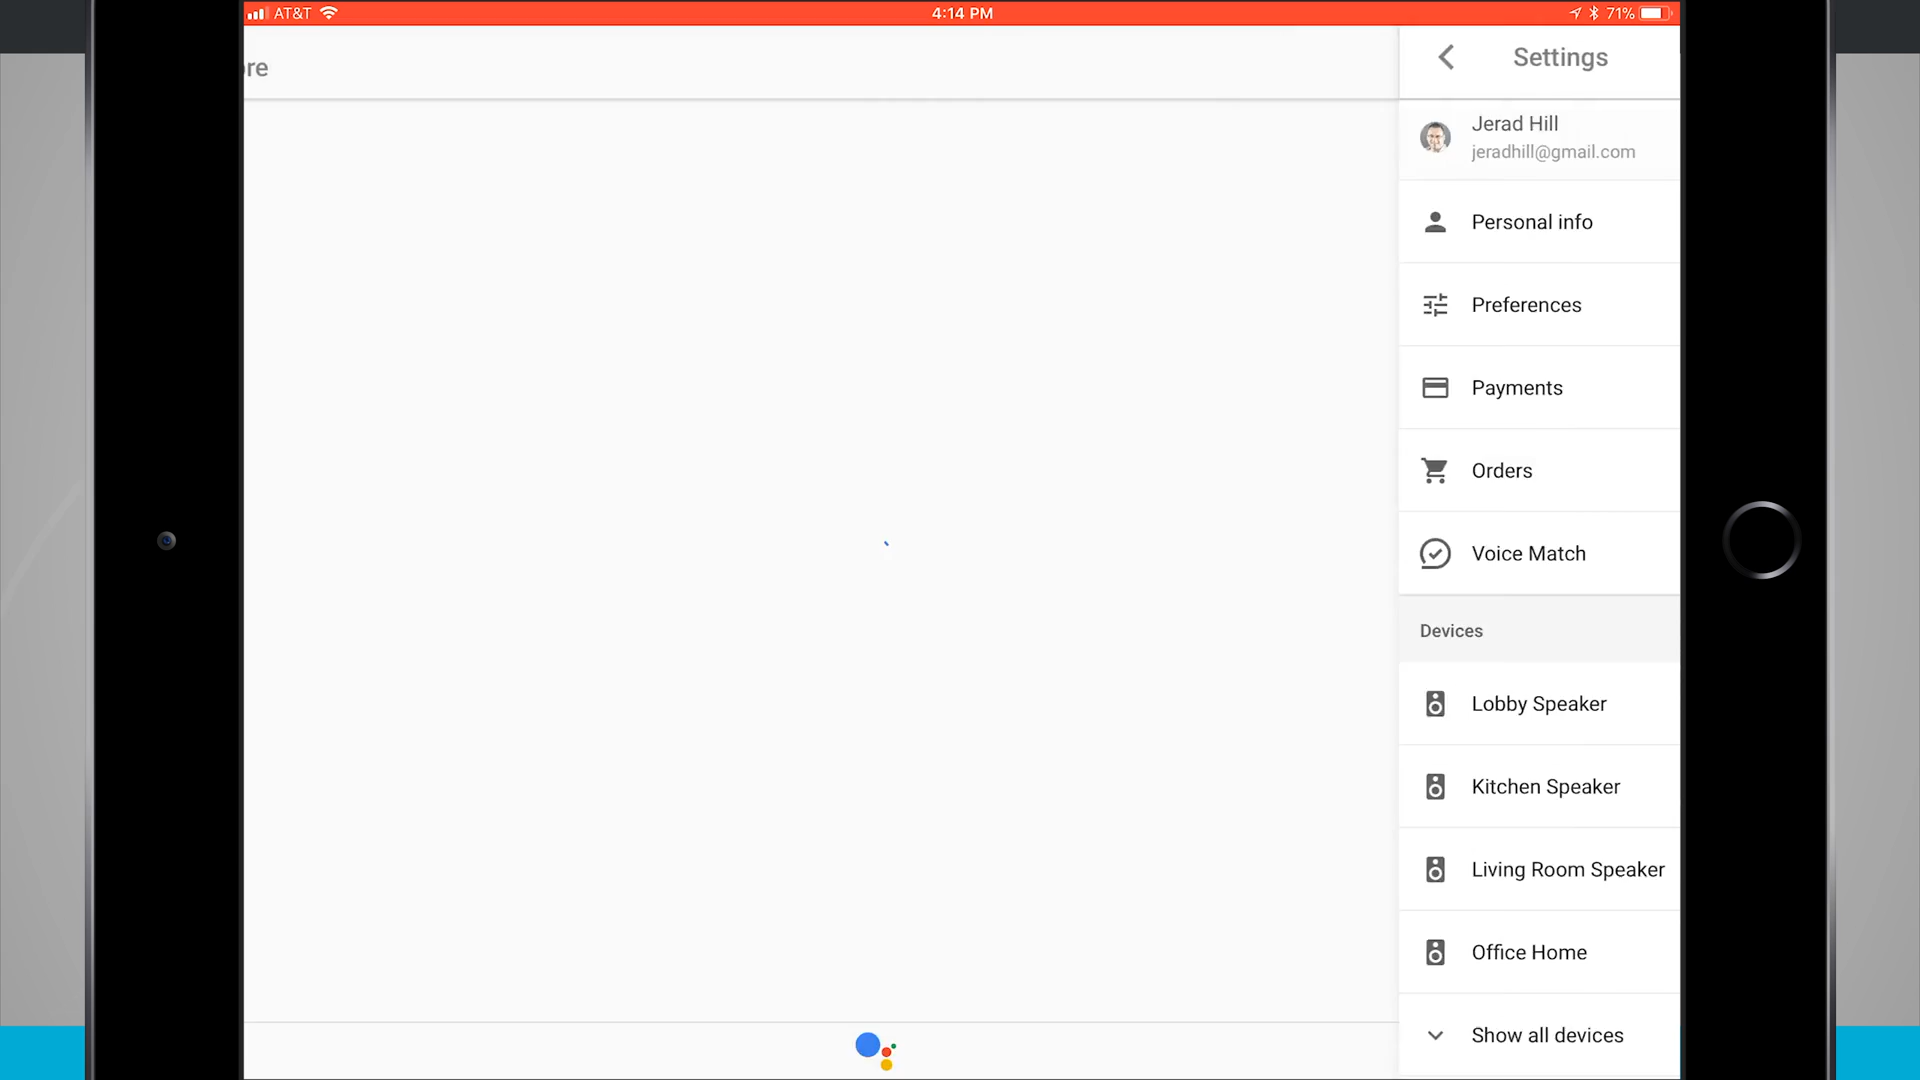 AT&T
4:14 PM
71%
ore
Settings
Jerad Hill
jeradhill@gmail.com
Personal info
Preferences
Payments
Orders
Voice Match
Devices
Lobby Speaker
Kitchen Speaker
Living Room Speaker
Office Home
Show all devices